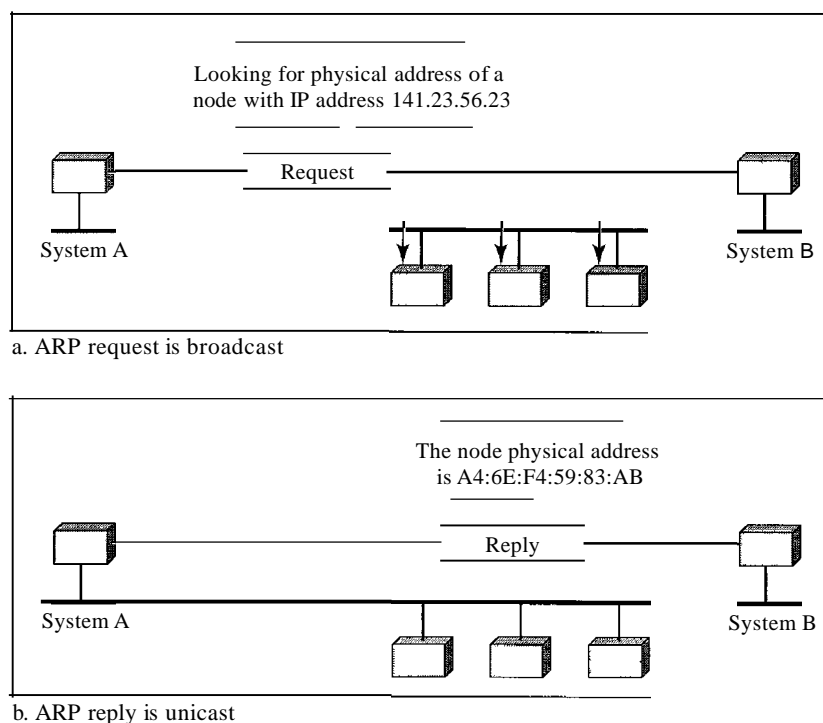 Looking for physical address of a
node with IP address 141.23.56.23
Request
System A
System B
a. ARP request is broadcast
The node physical address
is A4:6E:F4:59:83:AB
Reply
System A
System B
b. ARP reply is unicast